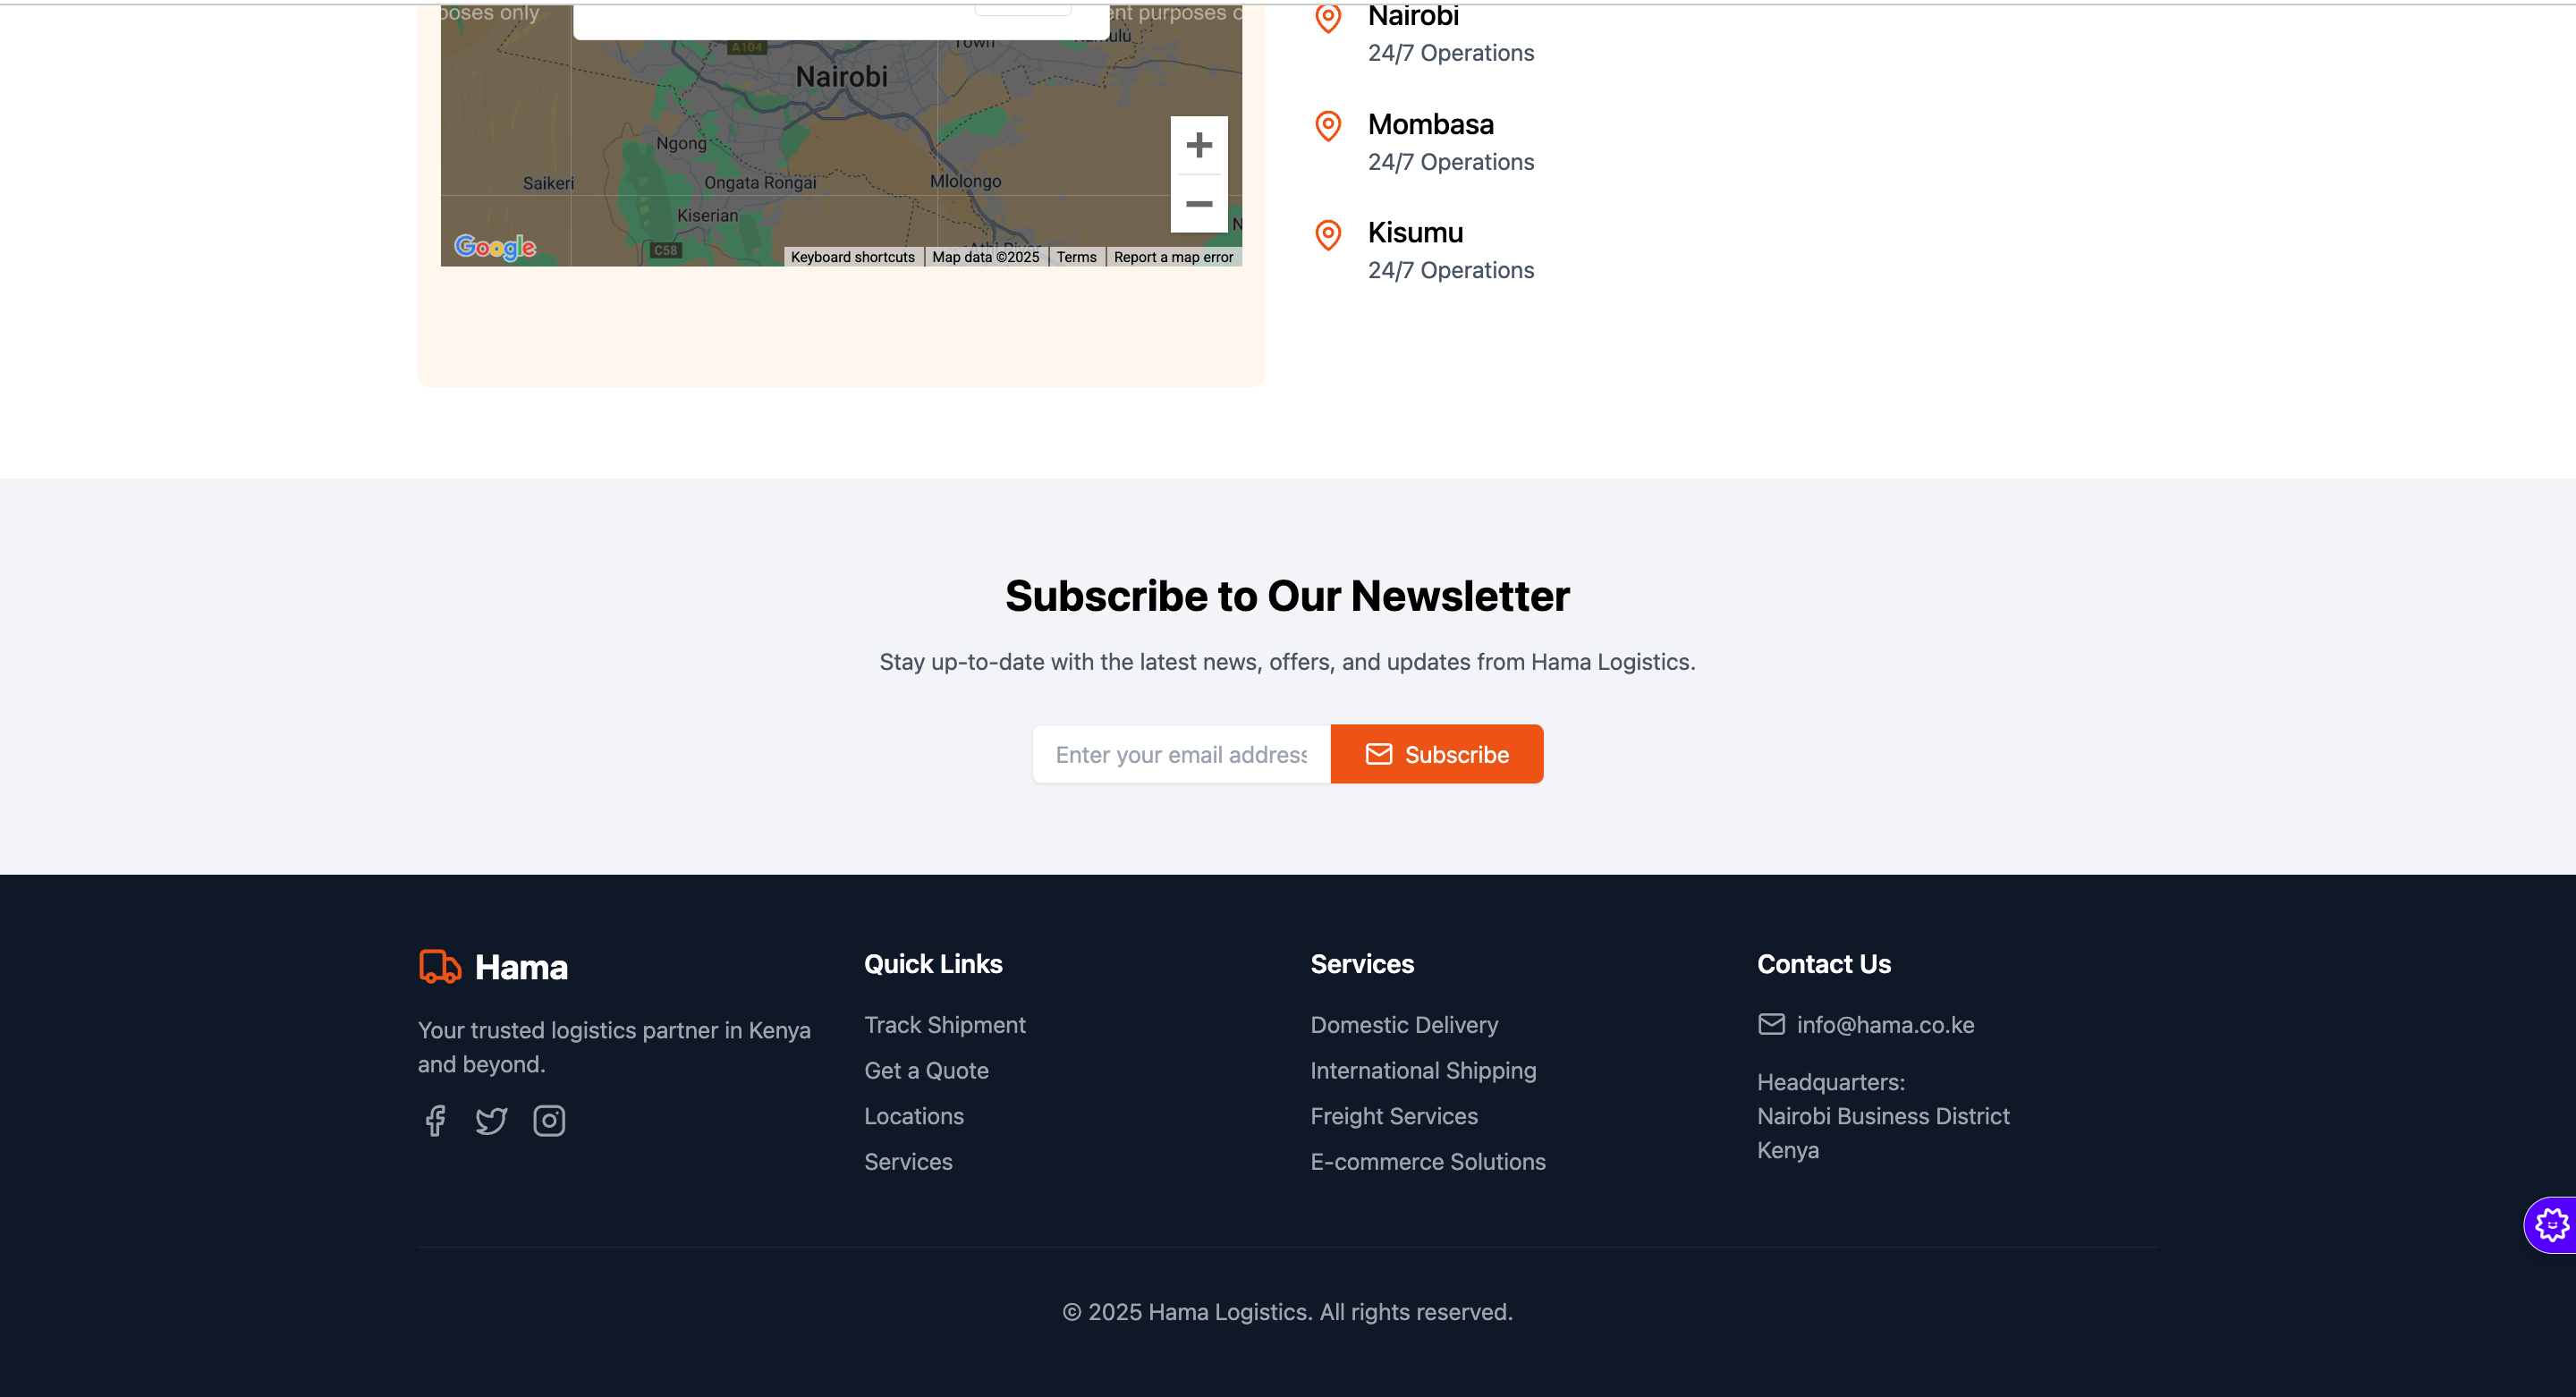 poses only
ent purposes o
A104
Town
Nairobi
Ngong
Saikeri
Ongata Rongai
Mlolongo
Kiserian
C58
Google
Keyboard shortcuts
Map data ©2025
Terms
Report a map error
Nairobi
24/7 Operations
Mombasa
24/7 Operations
Kisumu
24/7 Operations
Subscribe to Our Newsletter
Stay up-to-date with the latest news, offers, and updates from Hama Logistics.
Enter your email address
Subscribe
Hama
Your trusted logistics partner in Kenya
and beyond.
Quick Links
Track Shipment
Get a Quote
Locations
Services
Services
Domestic Delivery
International Shipping
Freight Services
E-commerce Solutions
Contact Us
info@hama.co.ke
Headquarters:
Nairobi Business District
Kenya
© 2025 Hama Logistics. All rights reserved.